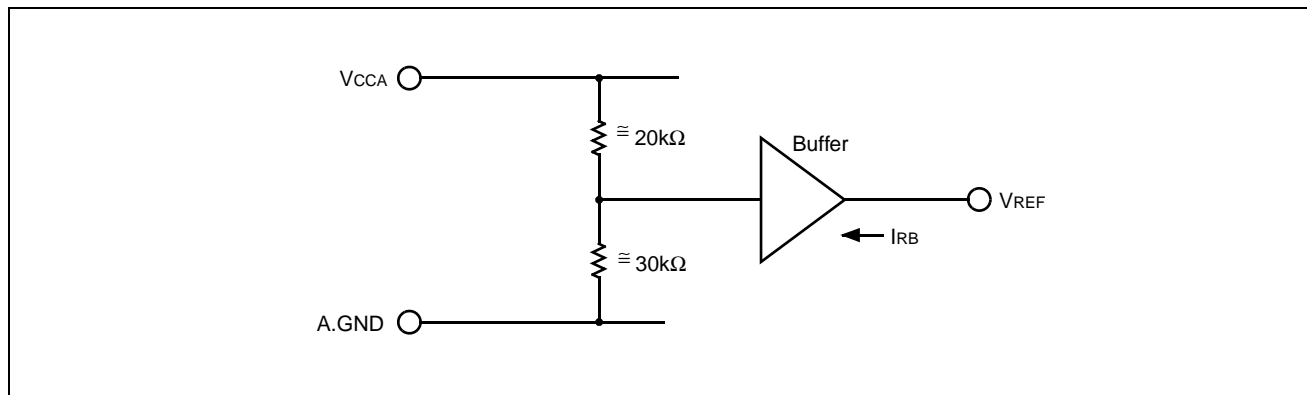 VCCA
≅ 20kΩ
Buffer
VREF
IRB
≅ 30kΩ
A.GND